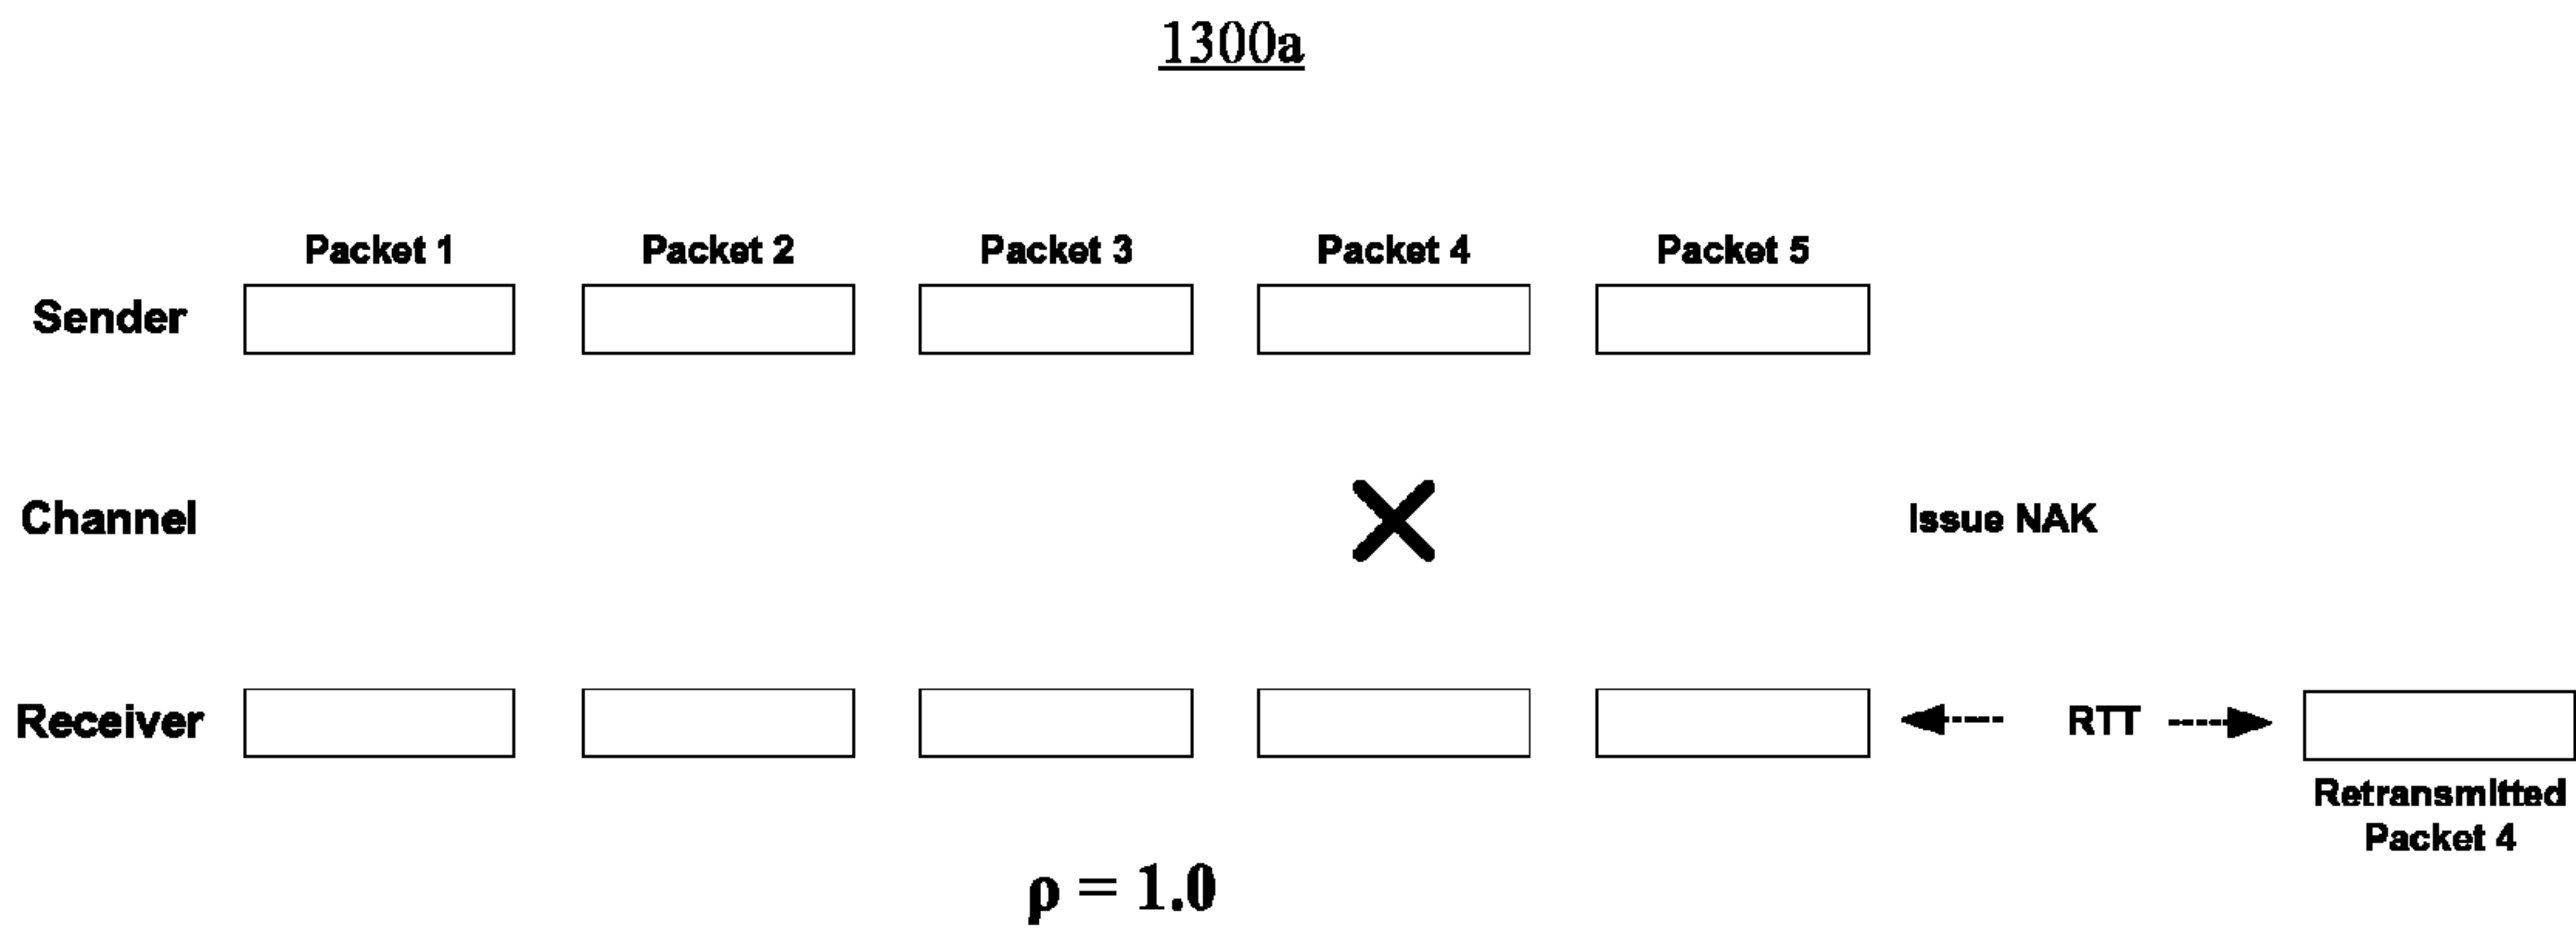 1300a
Packet 1 Packet 2 Packet 3 Packet 4 Packet 5
Sender
Channel Issue NAK
Receiver RTT
Retransmitted
Packet 4
ρ = 1.0